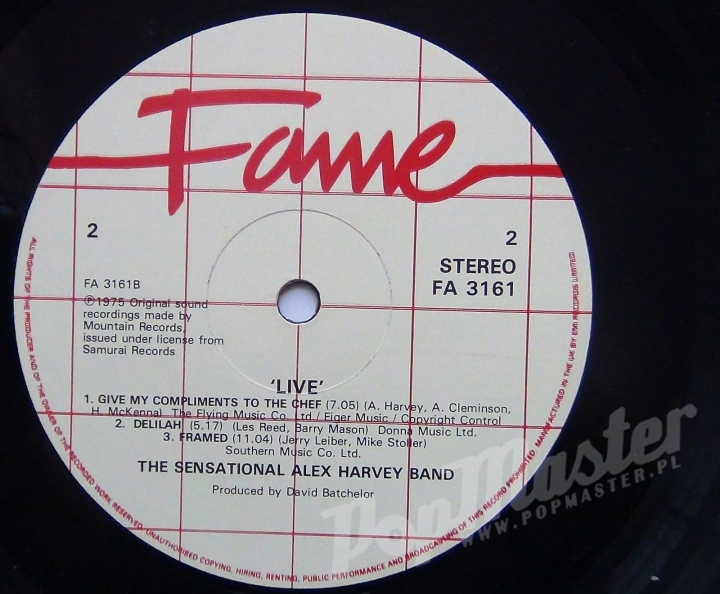 Fame
2
2
STEREO
FA 3161
FA 3161B
℗1975 Original sound
recordings made by
Mountain Records,
issued under license from
Samurai Records
'LIVE'
1. GIVE MY COMPLIMENTS TO THE CHEF (7.05) (A. Harvey, A. Cleminson,
H. McKenna) The Flying Music Co. Ltd / Eiger Music / Copyright Control
2. DELILAH (5.17) (Les Reed, Barry Mason) Donna Music Ltd.
3. FRAMED (11.04) (Jerry Leiber, Mike Stoller)
Southern Music Co. Ltd.
THE SENSATIONAL ALEX HARVEY BAND
Produced by David Batchelor
ALL RIGHTS OF THE PRODUCER AND OF THE OWNER OF THE RECORDED WORK RESERVED. UNAUTHORISED COPYING, HIRING, RENTING, PUBLIC PERFORMANCE AND BROADCASTING OF THIS RECORD PROHIBITED. MANUFACTURED IN THE UK BY EMI RECORDS LIMITED.
PopMaster
WWW.POPMASTER.PL